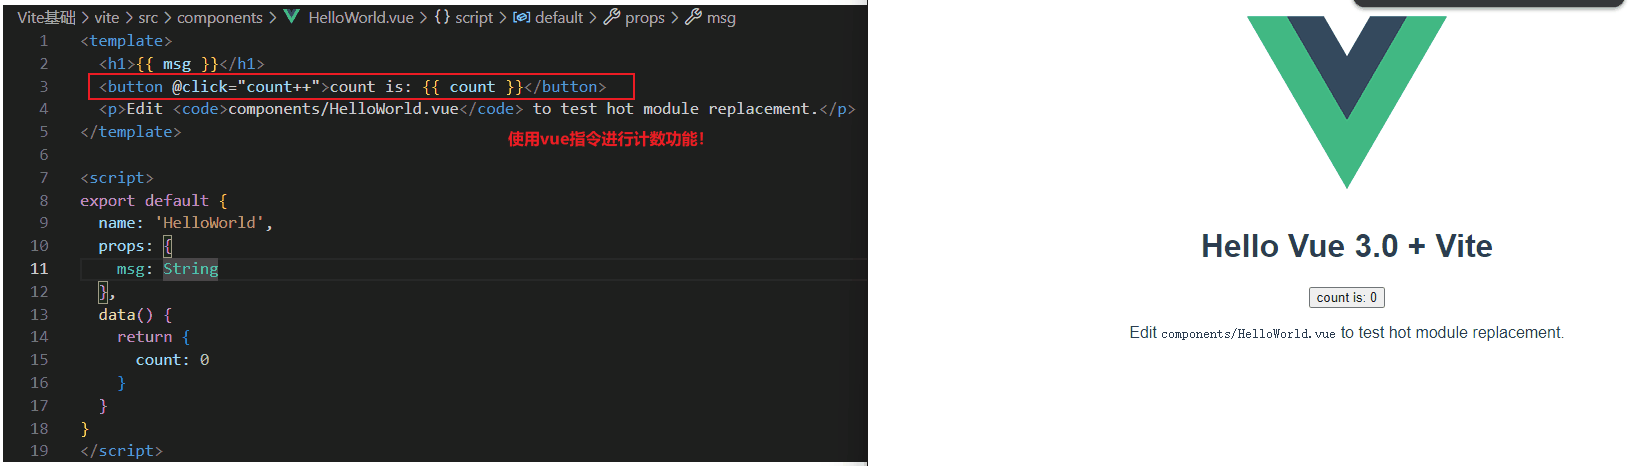 Vite基础 > vite > src > components > HelloWorld.vue > {} script > default > props > msg
1 <template>
2 <h1>{{ msg }}</h1>
3 <button @click="count++">count is: {{ count }}</button>
4 <p>Edit <code>components/HelloWorld.vue</code> to test hot module replacement.</p>
5 </template>
使用vue指令进行计数功能!
6
7 <script>
8 export default {
9 name: 'HelloWorld',
10 props: {
11 msg: String
12 },
13 data() {
14 return {
15 count: 0
16 }
17 }
18 }
19 </script>
Hello Vue 3.0 + Vite
count is: 0
Edit components/HelloWorld.vue to test hot module replacement.